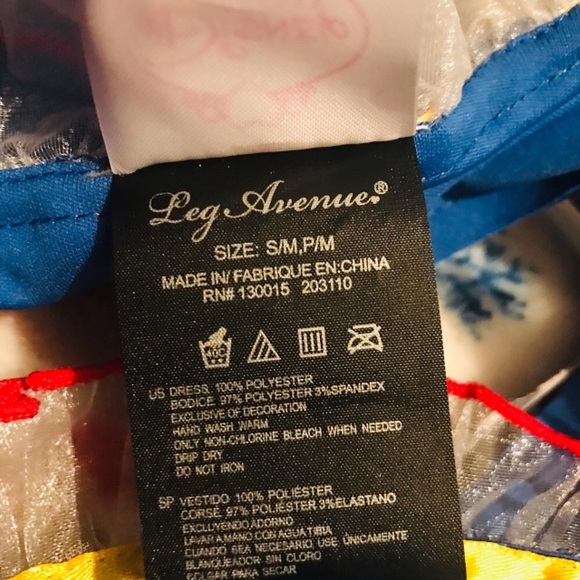 Leg Avenue®
SIZE: S/M,P/M
MADE IN/ FABRIQUE EN:CHINA
RN# 130015 203110
US DRESS: 100% POLYESTER
BODICE: 97% POLYESTER 3%SPANDEX
EXCLUSIVE OF DECORATION
HAND WASH WARM
ONLY NON-CHLORINE BLEACH WHEN NEEDED
DRIP DRY
DO NOT IRON
SP VESTIDO: 100% POLIÉSTER
CORSÉ: 97% POLIÉSTER 3%ELASTANO
EXCLUYENDO ADORNO
LAVAR A MANO CON AGUA TIBIA
CUANDO SEA NECESARIO USE ÚNICAMENTE
BLANQUEADOR SIN CLORO
COLGAR PARA SECAR